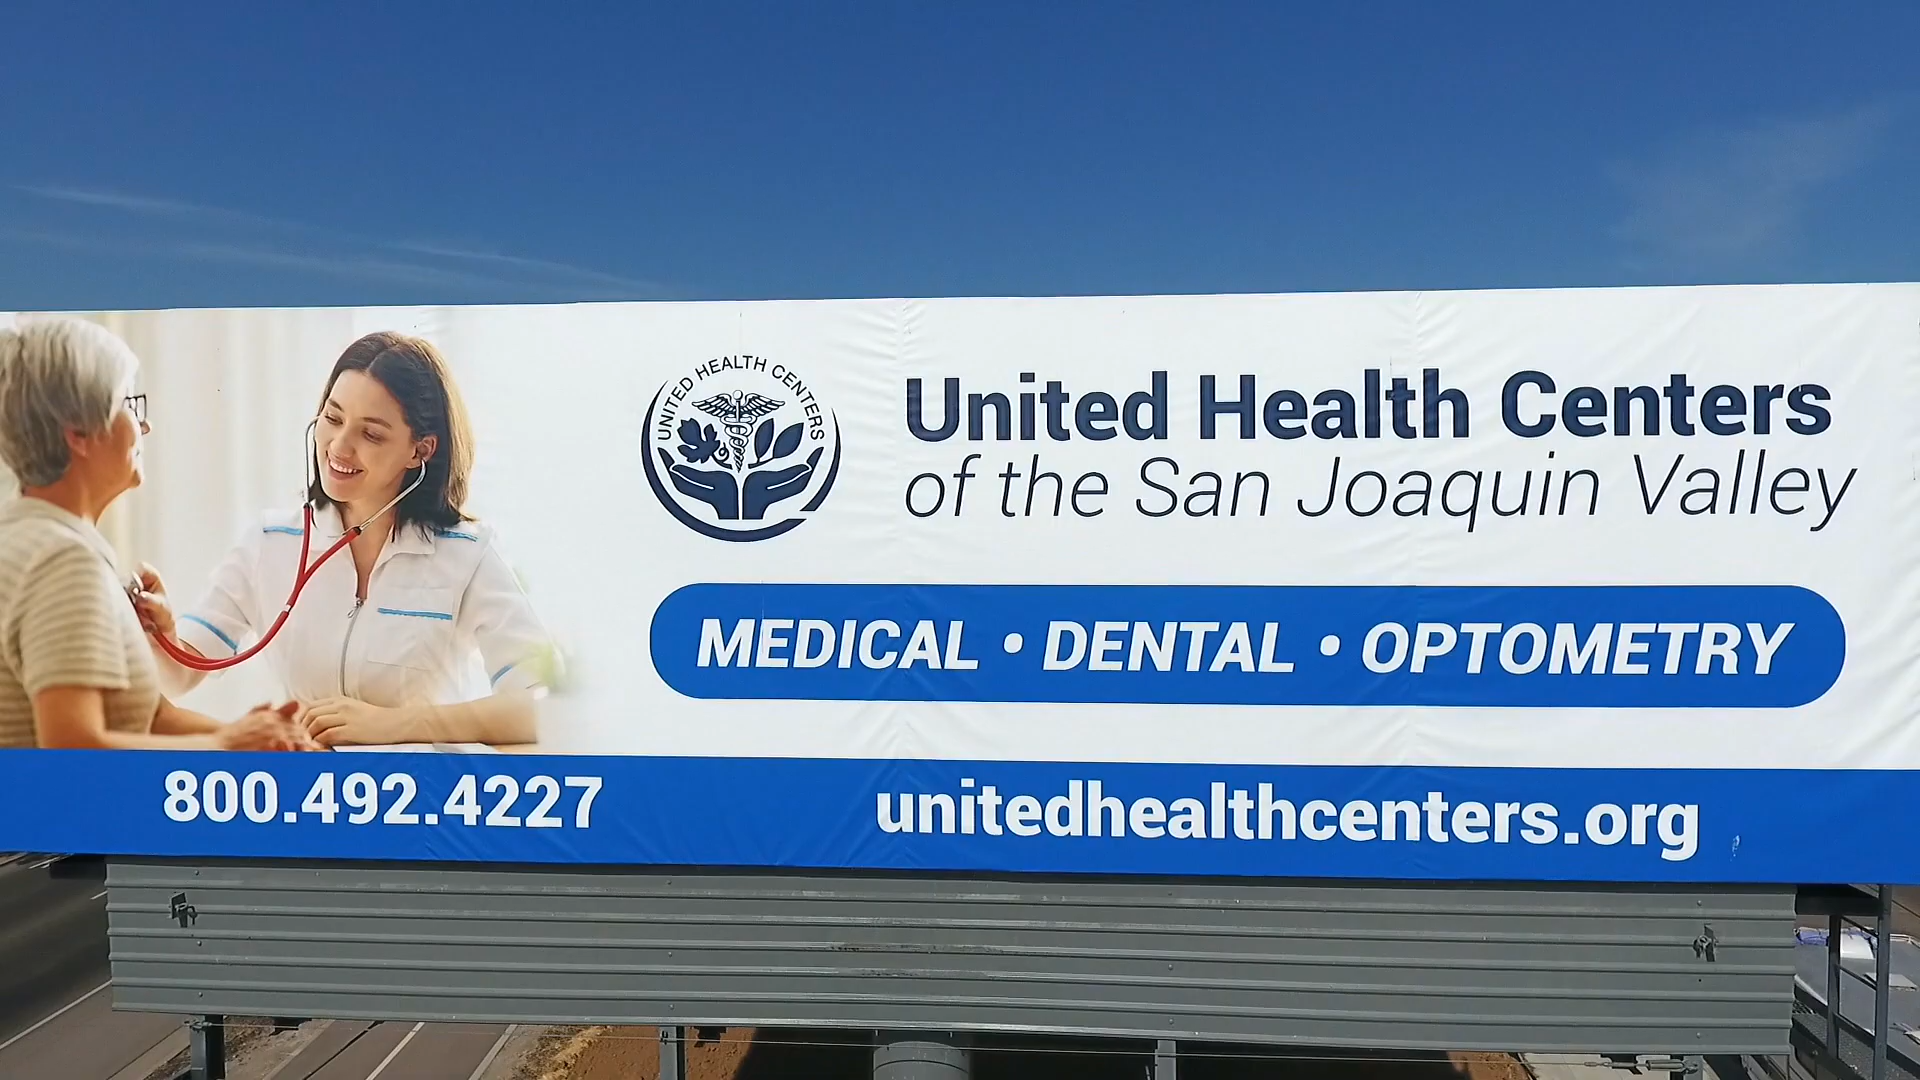 UNITED HEALTH CENTERS
United Health Centers
of the San Joaquin Valley
MEDICAL • DENTAL • OPTOMETRY
800.492.4227
unitedhealthcenters.org